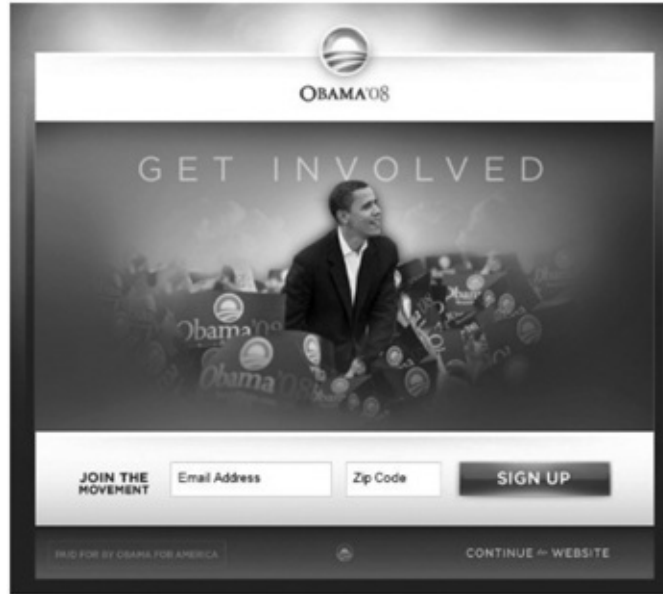 OBAMA'08
GET INVOLVED
Obama'08
Obama'08
Obama
JOIN THE
MOVEMENT
Email Address
Zip Code
SIGN UP
PAID FOR BY OBAMA FOR AMERICA
CONTINUE to WEBSITE